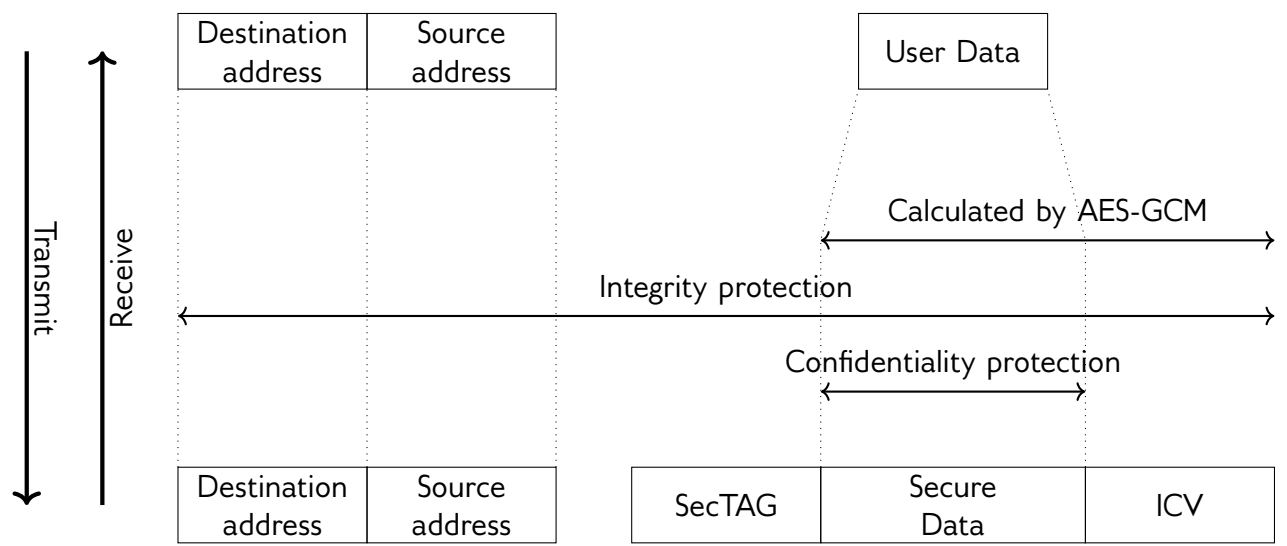 Destination
address
Source
address
User Data
Transmit
Receive
Calculated by AES-GCM
Integrity protection
Confidentiality protection
Destination
address
Source
address
SecTAG
Secure
Data
ICV